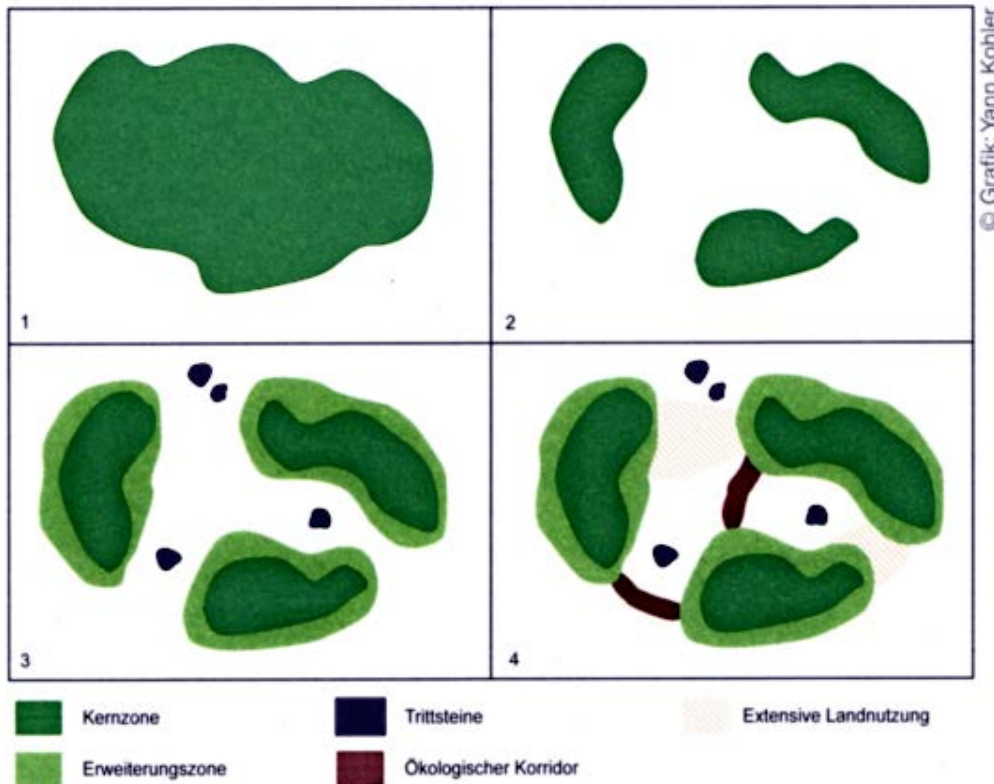 © Grafik: Yann Kohler
1
2
3
4
Kernzone
Trittsteine
Extensive Landnutzung
Erweiterungszone
Ökologischer Korridor